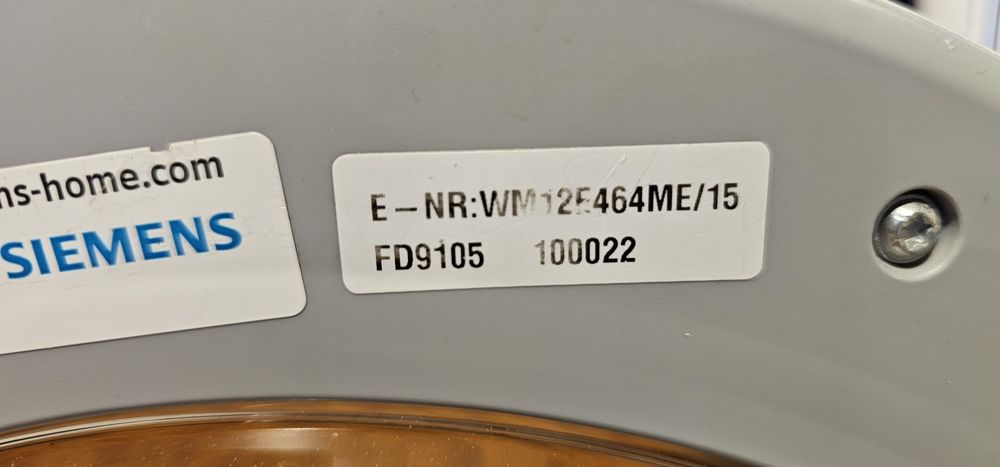 ns-home.com
SIEMENS
E-NR:WM12E464ME/15
FD9105 100022